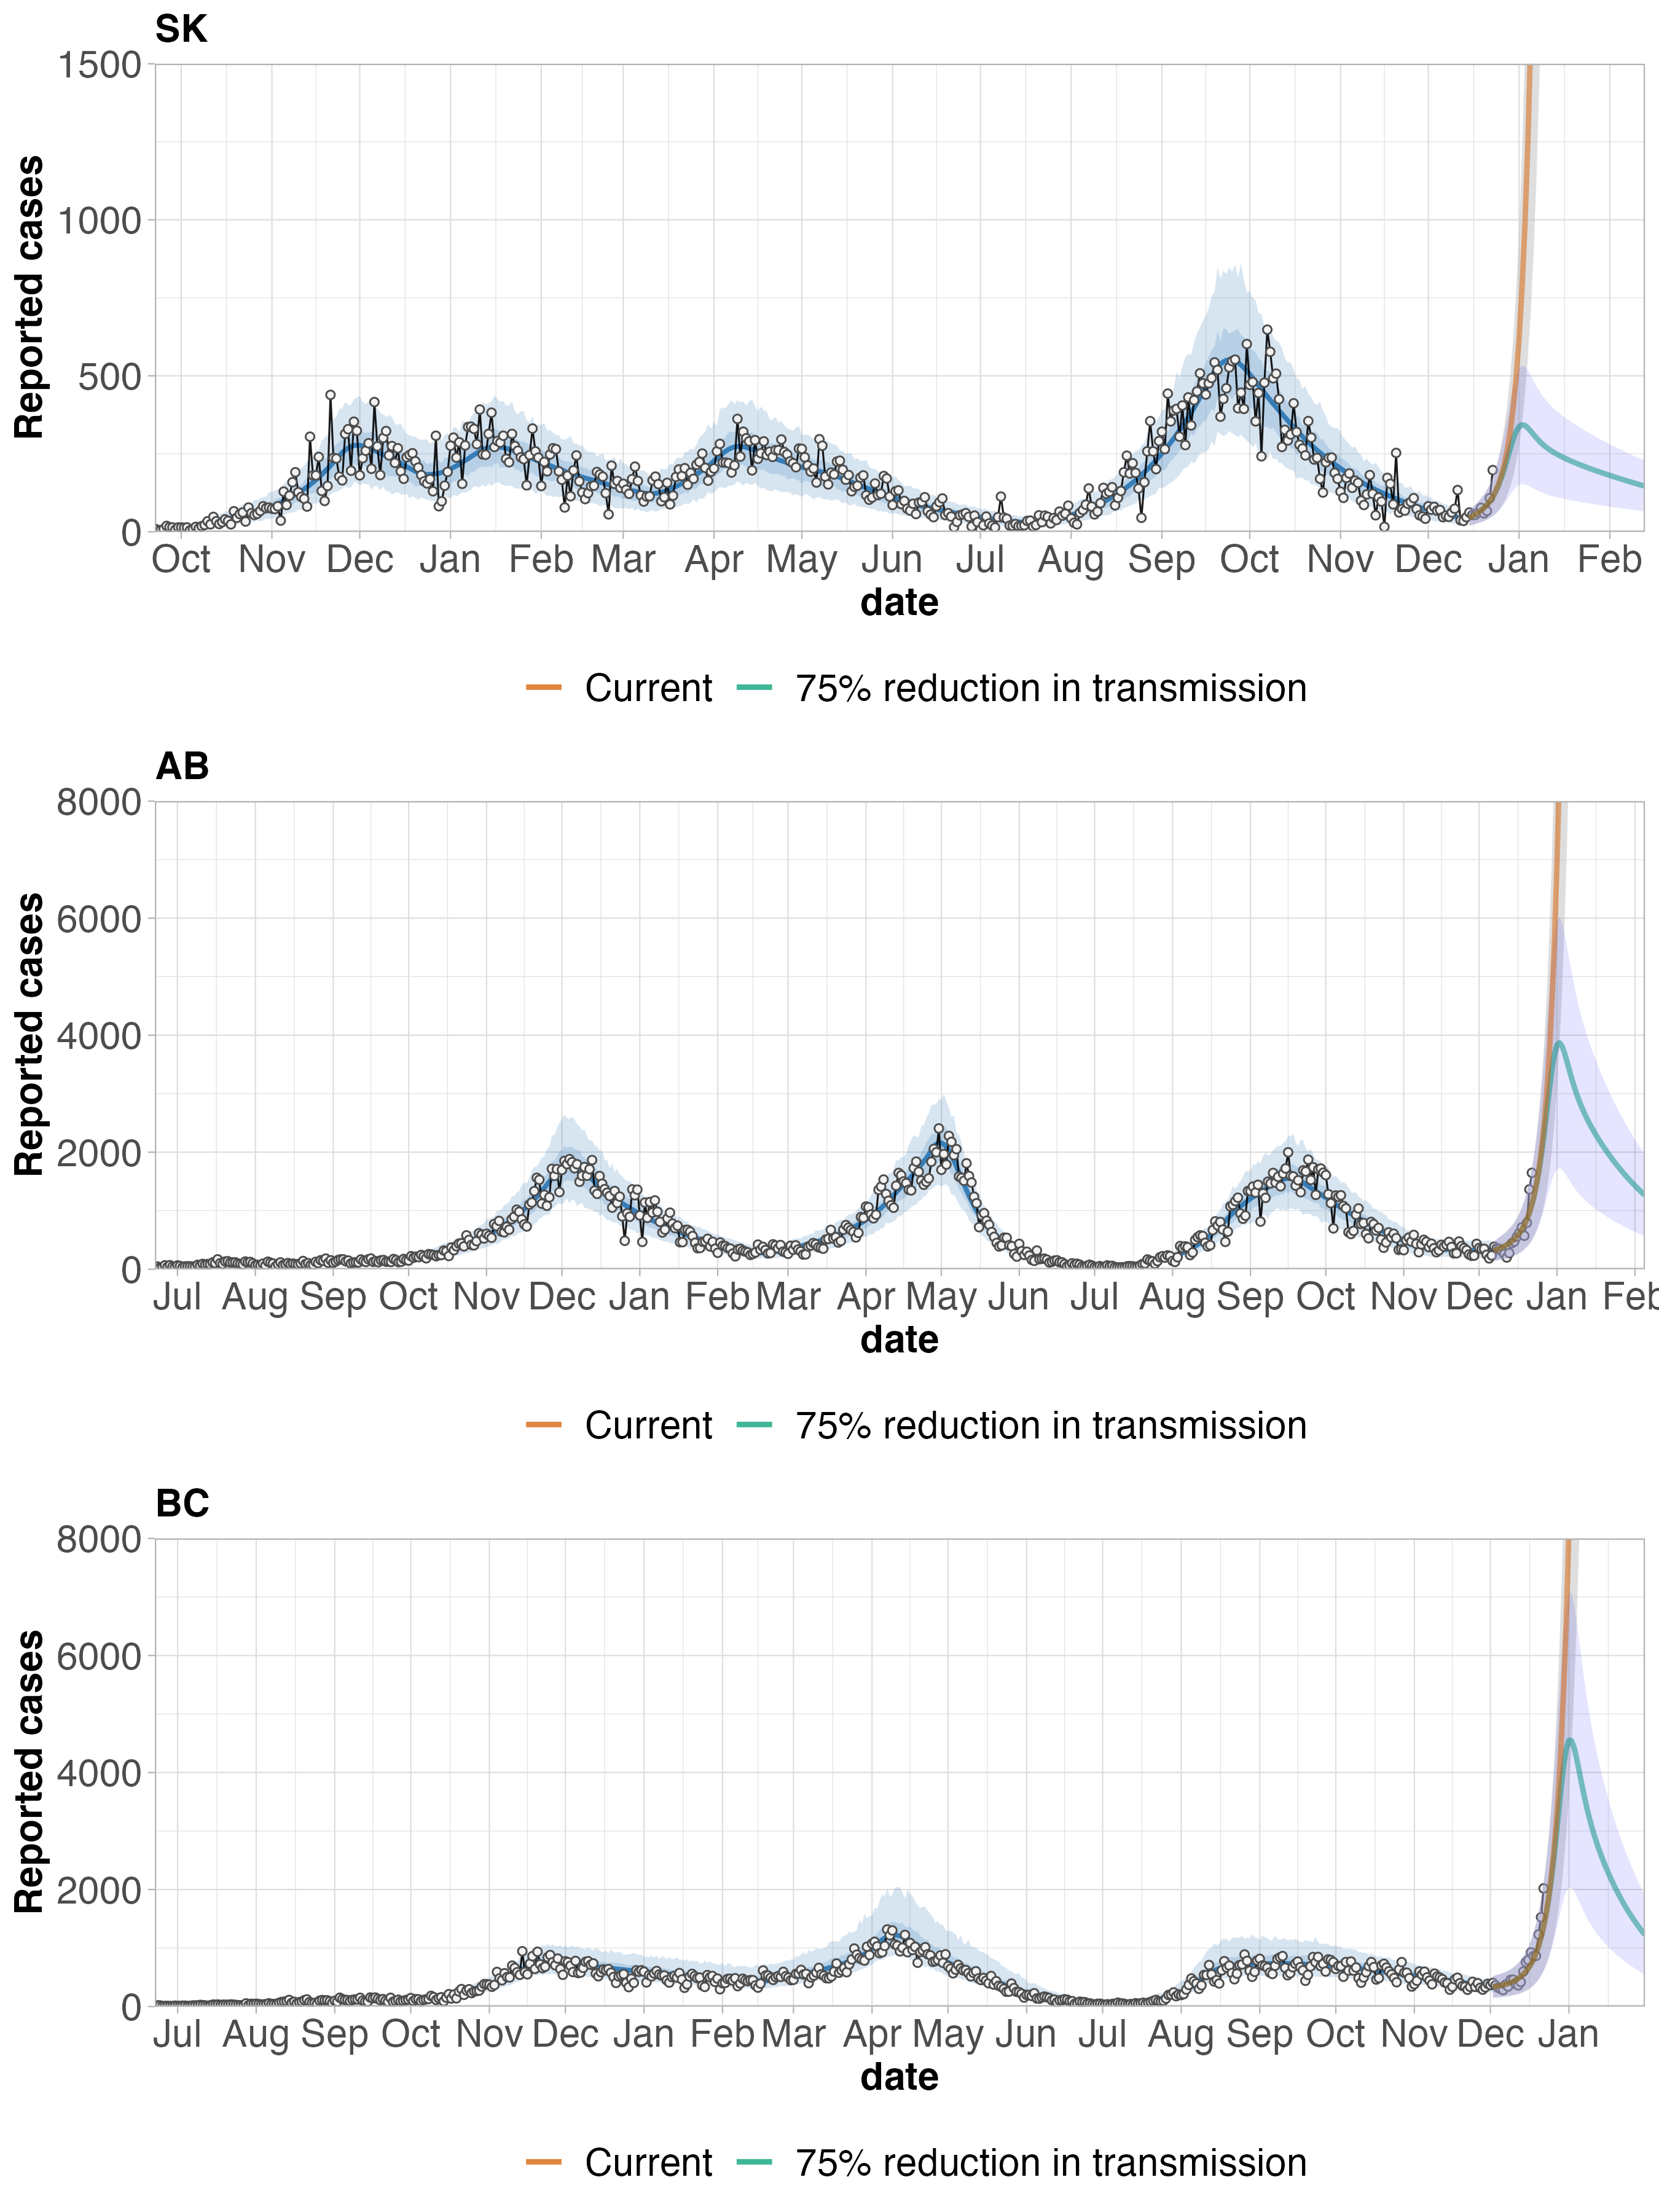 SK
1500
1000
500
0
Reported cases
Oct Nov Dec Jan Feb Mar Apr May Jun Jul Aug Sep Oct Nov Dec Jan Feb
date
Current 75% reduction in transmission
AB
8000
6000
4000
2000
0
Reported cases
Jul Aug Sep Oct Nov Dec Jan Feb Mar Apr May Jun Jul Aug Sep Oct Nov Dec Jan Feb
date
Current 75% reduction in transmission
BC
8000
6000
4000
2000
0
Reported cases
Jul Aug Sep Oct Nov Dec Jan Feb Mar Apr May Jun Jul Aug Sep Oct Nov Dec Jan
date
Current 75% reduction in transmission